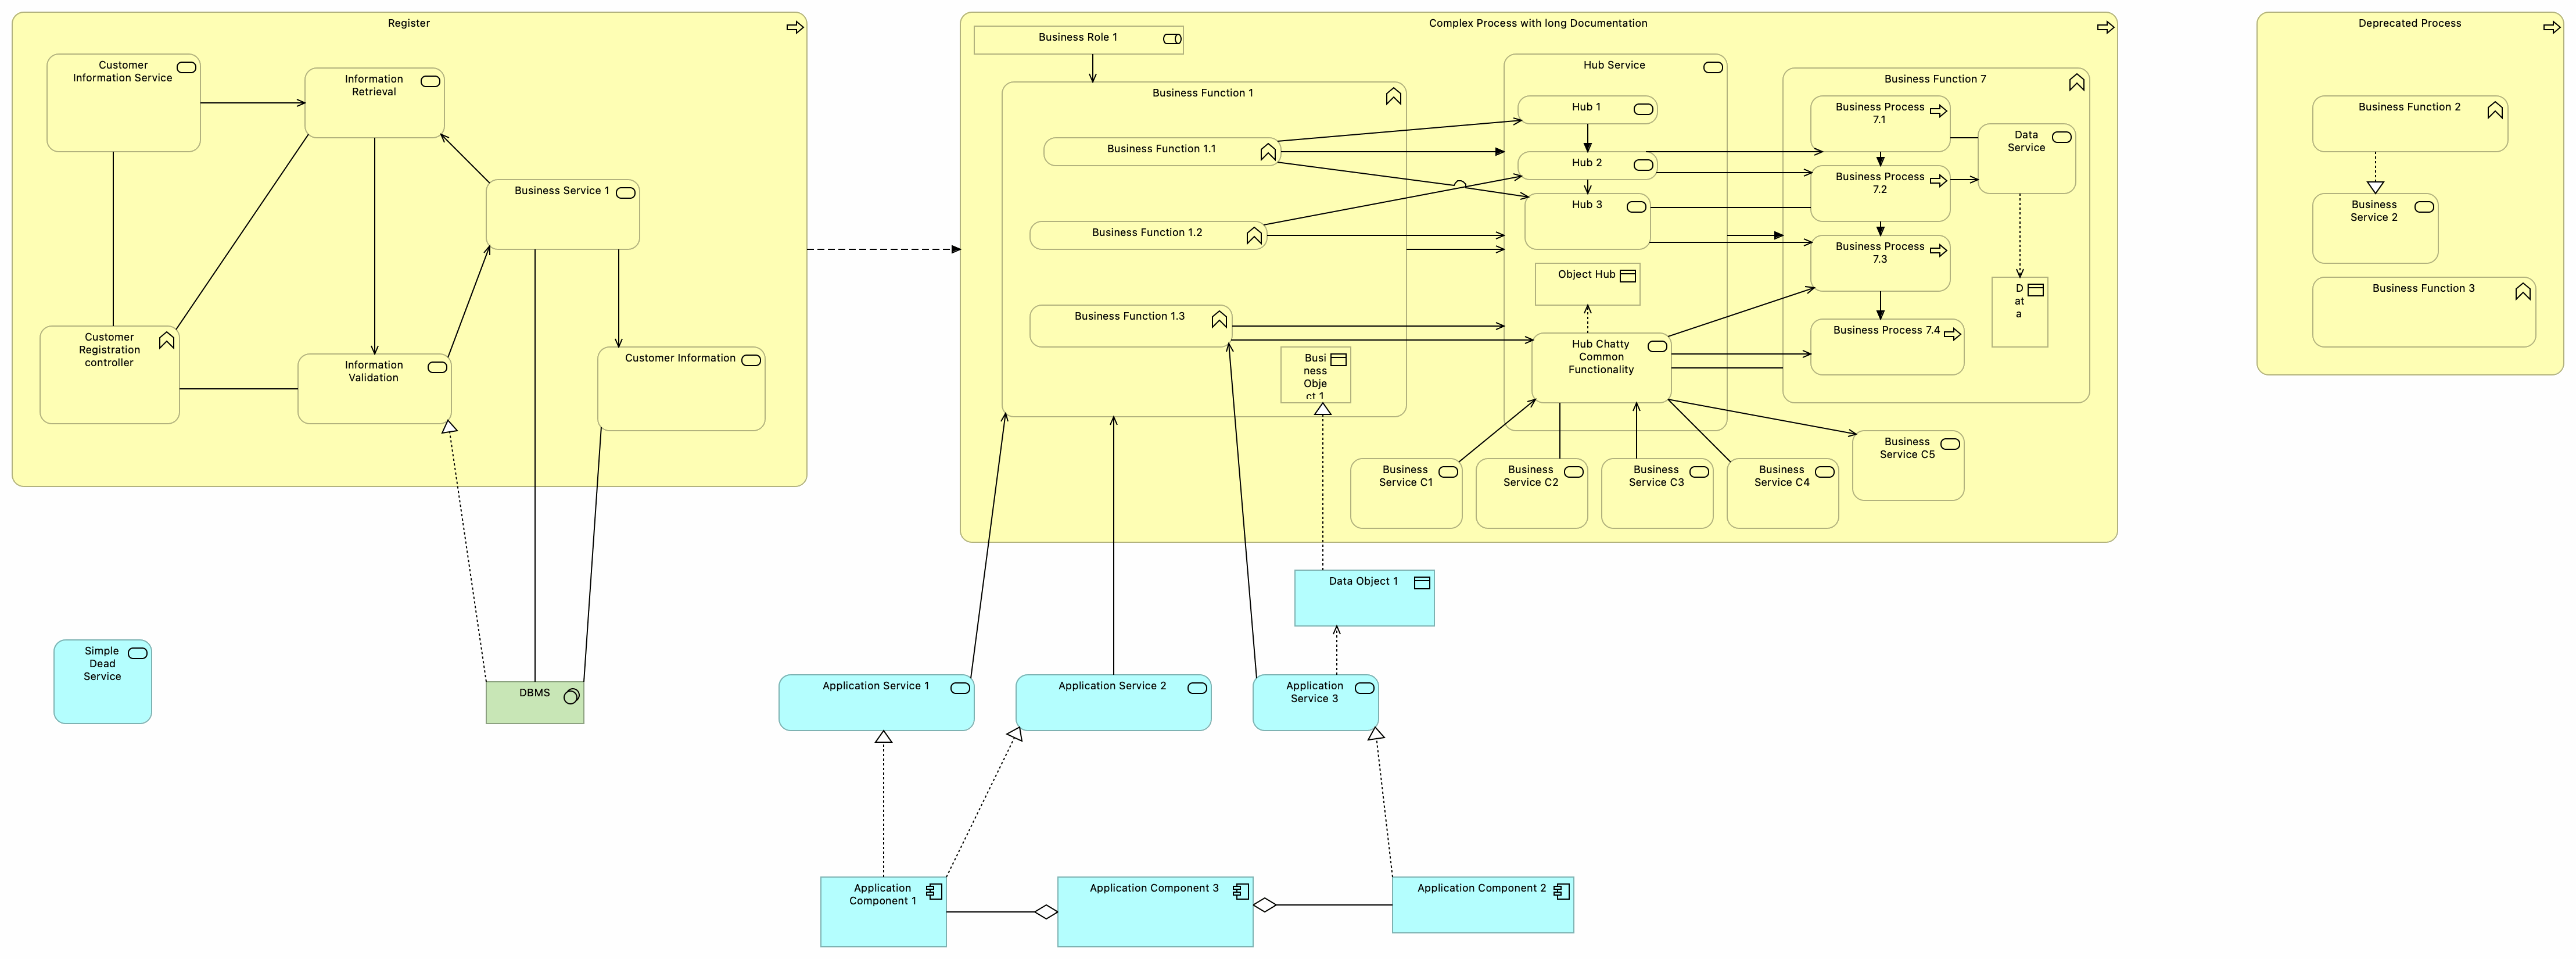 Register
Customer
Information Service
Information
Retrieval
Business Service 1
Customer
Registration
controller
Information
Validation
Customer Information
Complex Process with long Documentation
Business Role 1
Business Function 1
Business Function 1.1
Business Function 1.2
Business Function 1.3
Busi
ness
Obje
ct 1
Hub Service
Hub 1
Hub 2
Hub 3
Object Hub
Hub Chatty
Common
Functionality
Business Function 7
Business Process
7.1
Business Process
7.2
Business Process
7.3
Business Process 7.4
Data
Service
D
at
a
Business
Service C1
Business
Service C2
Business
Service C3
Business
Service C4
Business
Service C5
Deprecated Process
Business Function 2
Business
Service 2
Business Function 3
Data Object 1
Simple
Dead
Service
DBMS
Application Service 1
Application Service 2
Application
Service 3
Application
Component 1
Application Component 3
Application Component 2